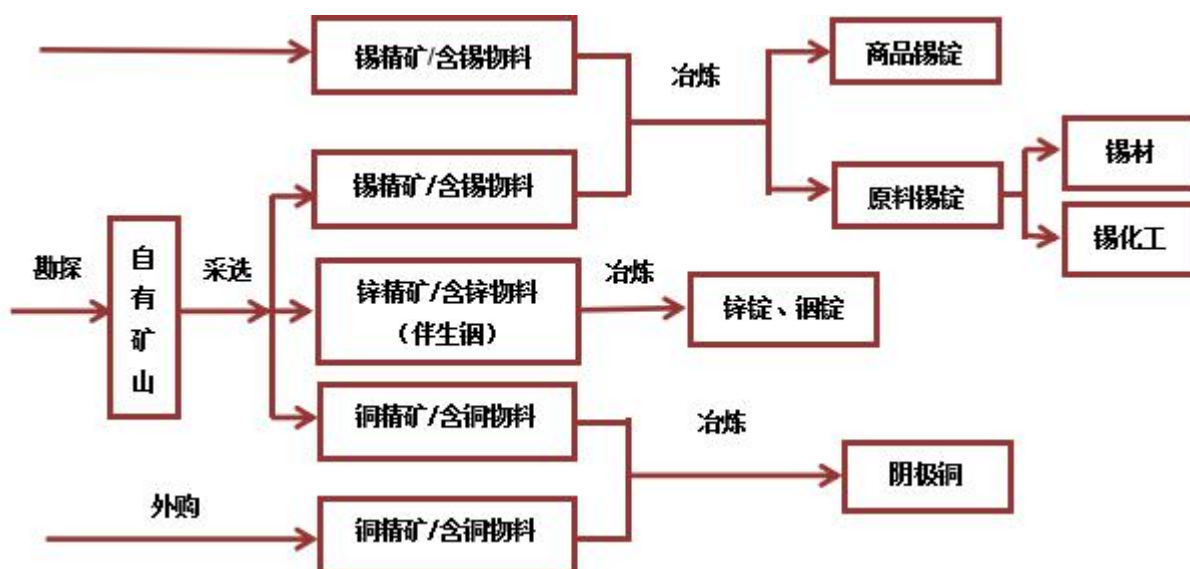 锡精矿/含锡物料
冶炼
商品锡锭
锡精矿/含锡物料
原料锡锭
锡材
锡化工
勘探
自有矿山
采选
锌精矿/含锌物料
（伴生铟）
冶炼
锌锭、铟锭
铜精矿/含铜物料
冶炼
阴极铜
外购
铜精矿/含铜物料